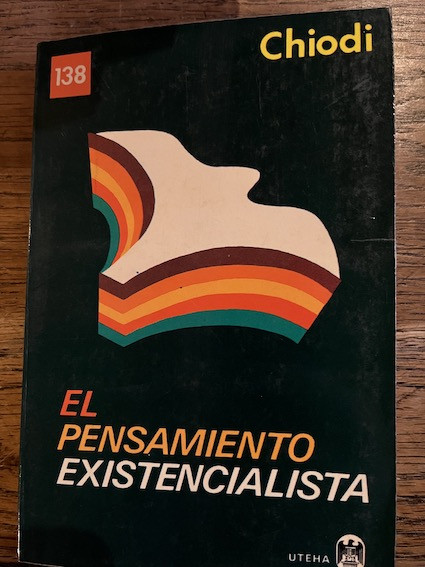 138
Chiodi
EL
PENSAMIENTO
EXISTENCIALISTA
UTEHA